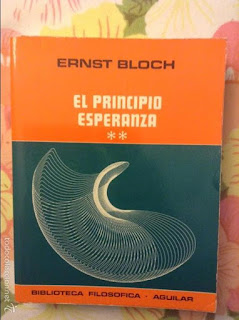 ERNST BLOCH
EL PRINCIPIO
ESPERANZA
**
BIBLIOTECA FILOSOFICA · AGUILAR